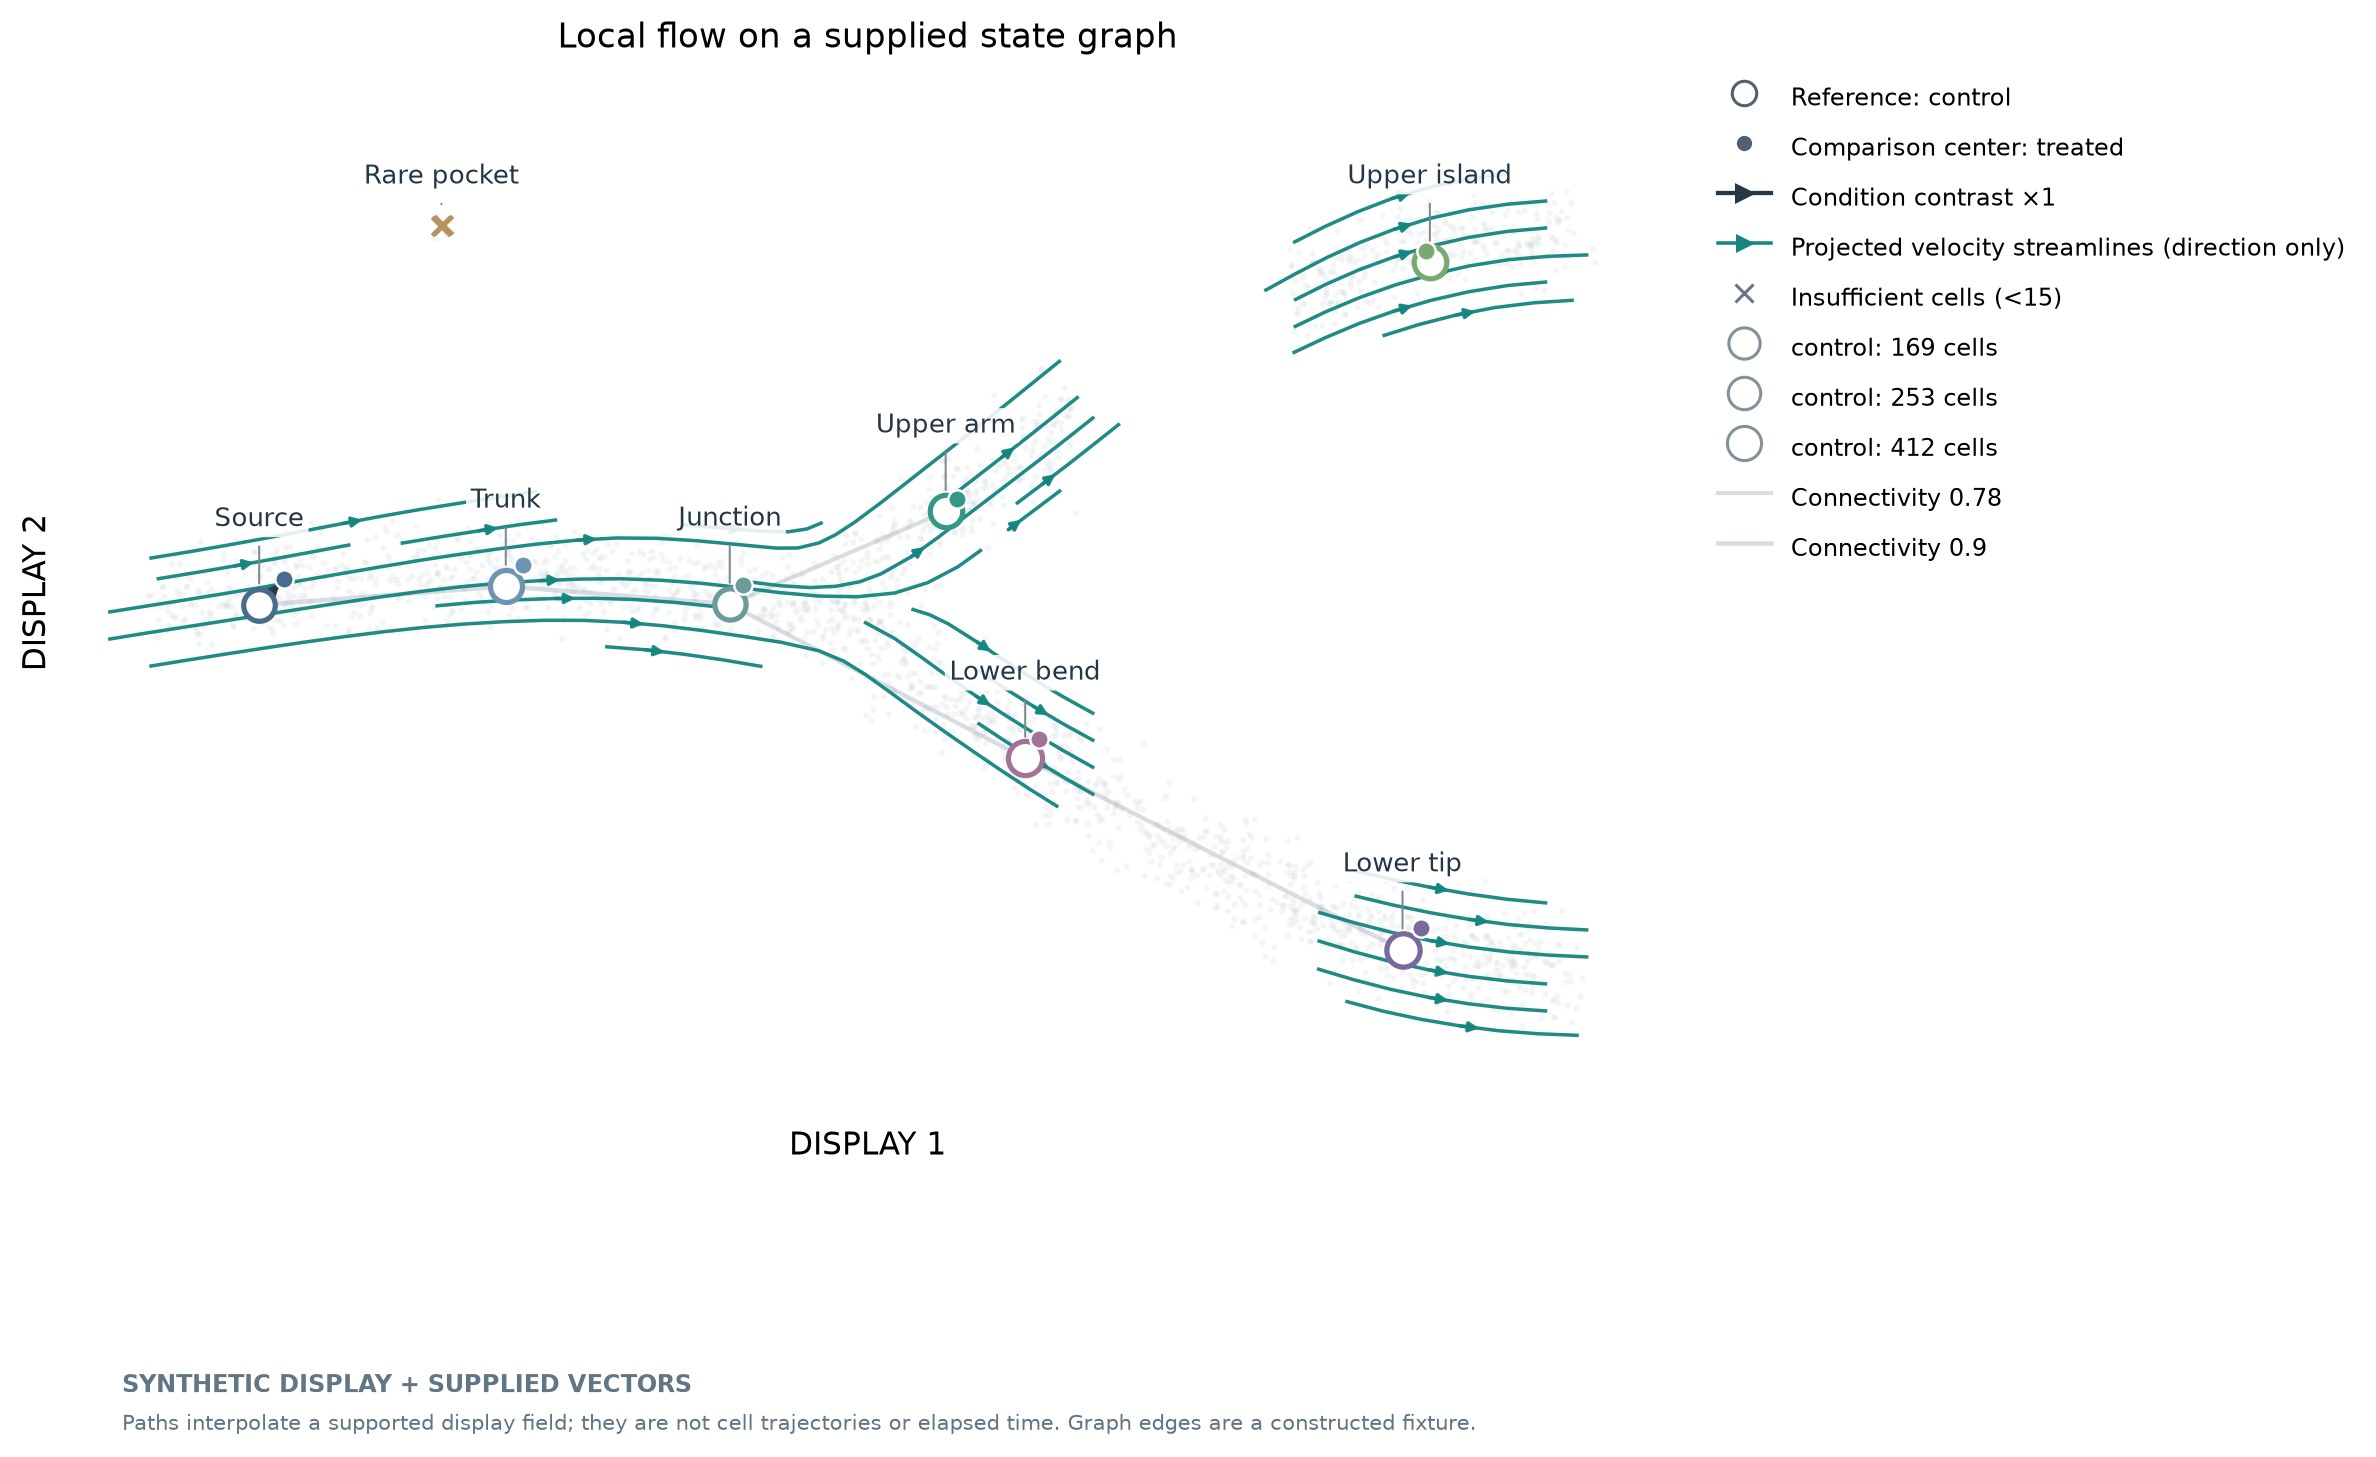 Local flow on a supplied state graph
Rare pocket
Upper island
Upper arm
Trunk
Source
Junction
Lower bend
Lower tip
DISPLAY 2
DISPLAY 1
Reference: control
Comparison center: treated
Condition contrast ×1
Projected velocity streamlines (direction only)
Insufficient cells (<15)
control: 169 cells
control: 253 cells
control: 412 cells
Connectivity 0.78
Connectivity 0.9
SYNTHETIC DISPLAY + SUPPLIED VECTORS
Paths interpolate a supported display field; they are not cell trajectories or elapsed time. Graph edges are a constructed fixture.